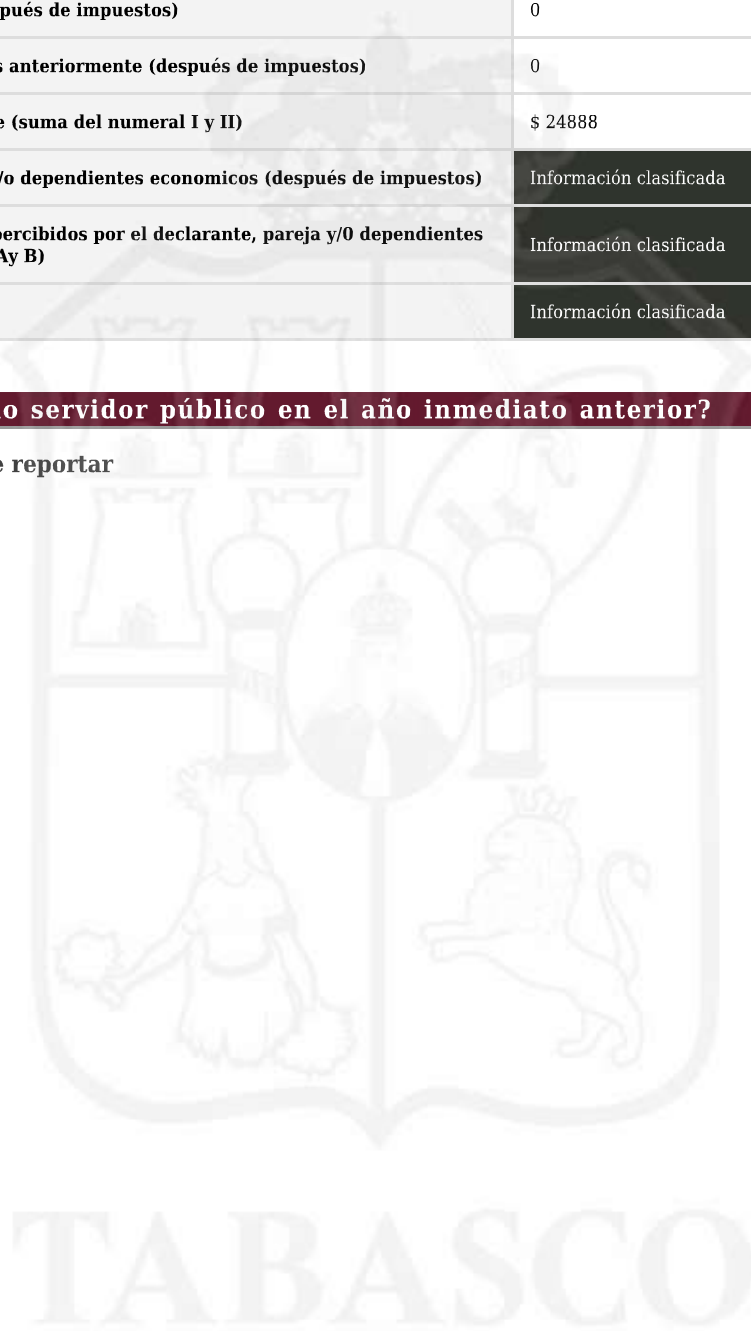 pués de impuestos)
0
s anteriormente (después de impuestos)
0
e (suma del numeral I y II)
$ 24888
/o dependientes economicos (después de impuestos)
Información clasificada
percibidos por el declarante, pareja y/0 dependientes
Ay B)
Información clasificada
Información clasificada
o servidor público en el año inmediato anterior?
e reportar
TABASCO